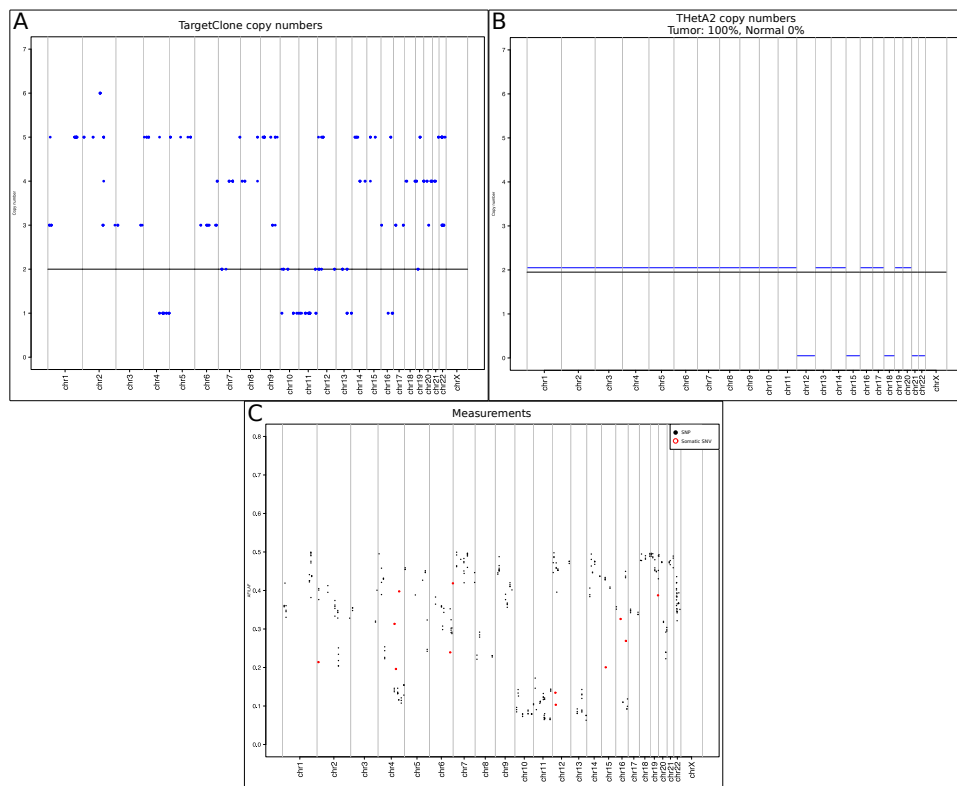 A
TargetClone copy numbers
7
6
5
4
3
2
1
0
Copy number
chr1
chr2
chr3
chr4
chr5
chr6
chr7
chr8
chr9
chr10
chr11
chr12
chr13
chr14
chr15
chr16
chr17
chr18
chr19
chr20
chr21
chr22
chrX
B
THetA2 copy numbers
Tumor: 100%, Normal 0%
7
6
5
4
3
2
1
0
Copy number
chr1
chr2
chr3
chr4
chr5
chr6
chr7
chr8
chr9
chr10
chr11
chr12
chr13
chr14
chr15
chr16
chr17
chr18
chr19
chr20
chr21
chr22
chrX
C
Measurements
SNP
Somatic SNV
0.8
0.7
0.6
0.5
0.4
0.3
0.2
0.1
0.0
chr1
chr2
chr3
chr4
chr5
chr6
chr7
chr8
chr9
chr10
chr11
chr12
chr13
chr14
chr15
chr16
chr17
chr18
chr19
chr20
chr21
chr22
chrX